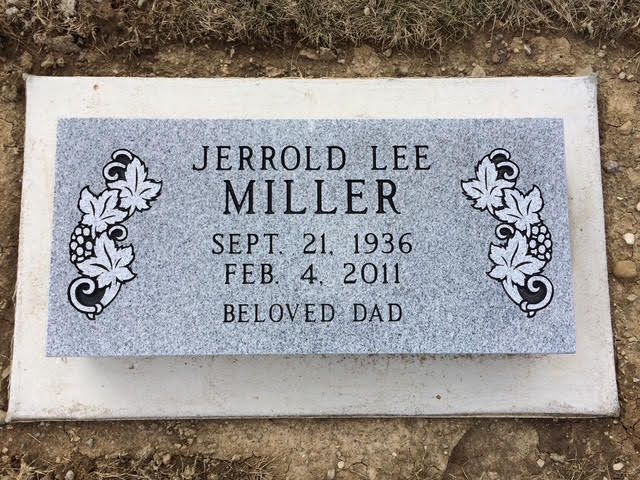 JERROLD LEE
MILLER
SEPT. 21, 1936
FEB. 4, 2011
BELOVED DAD